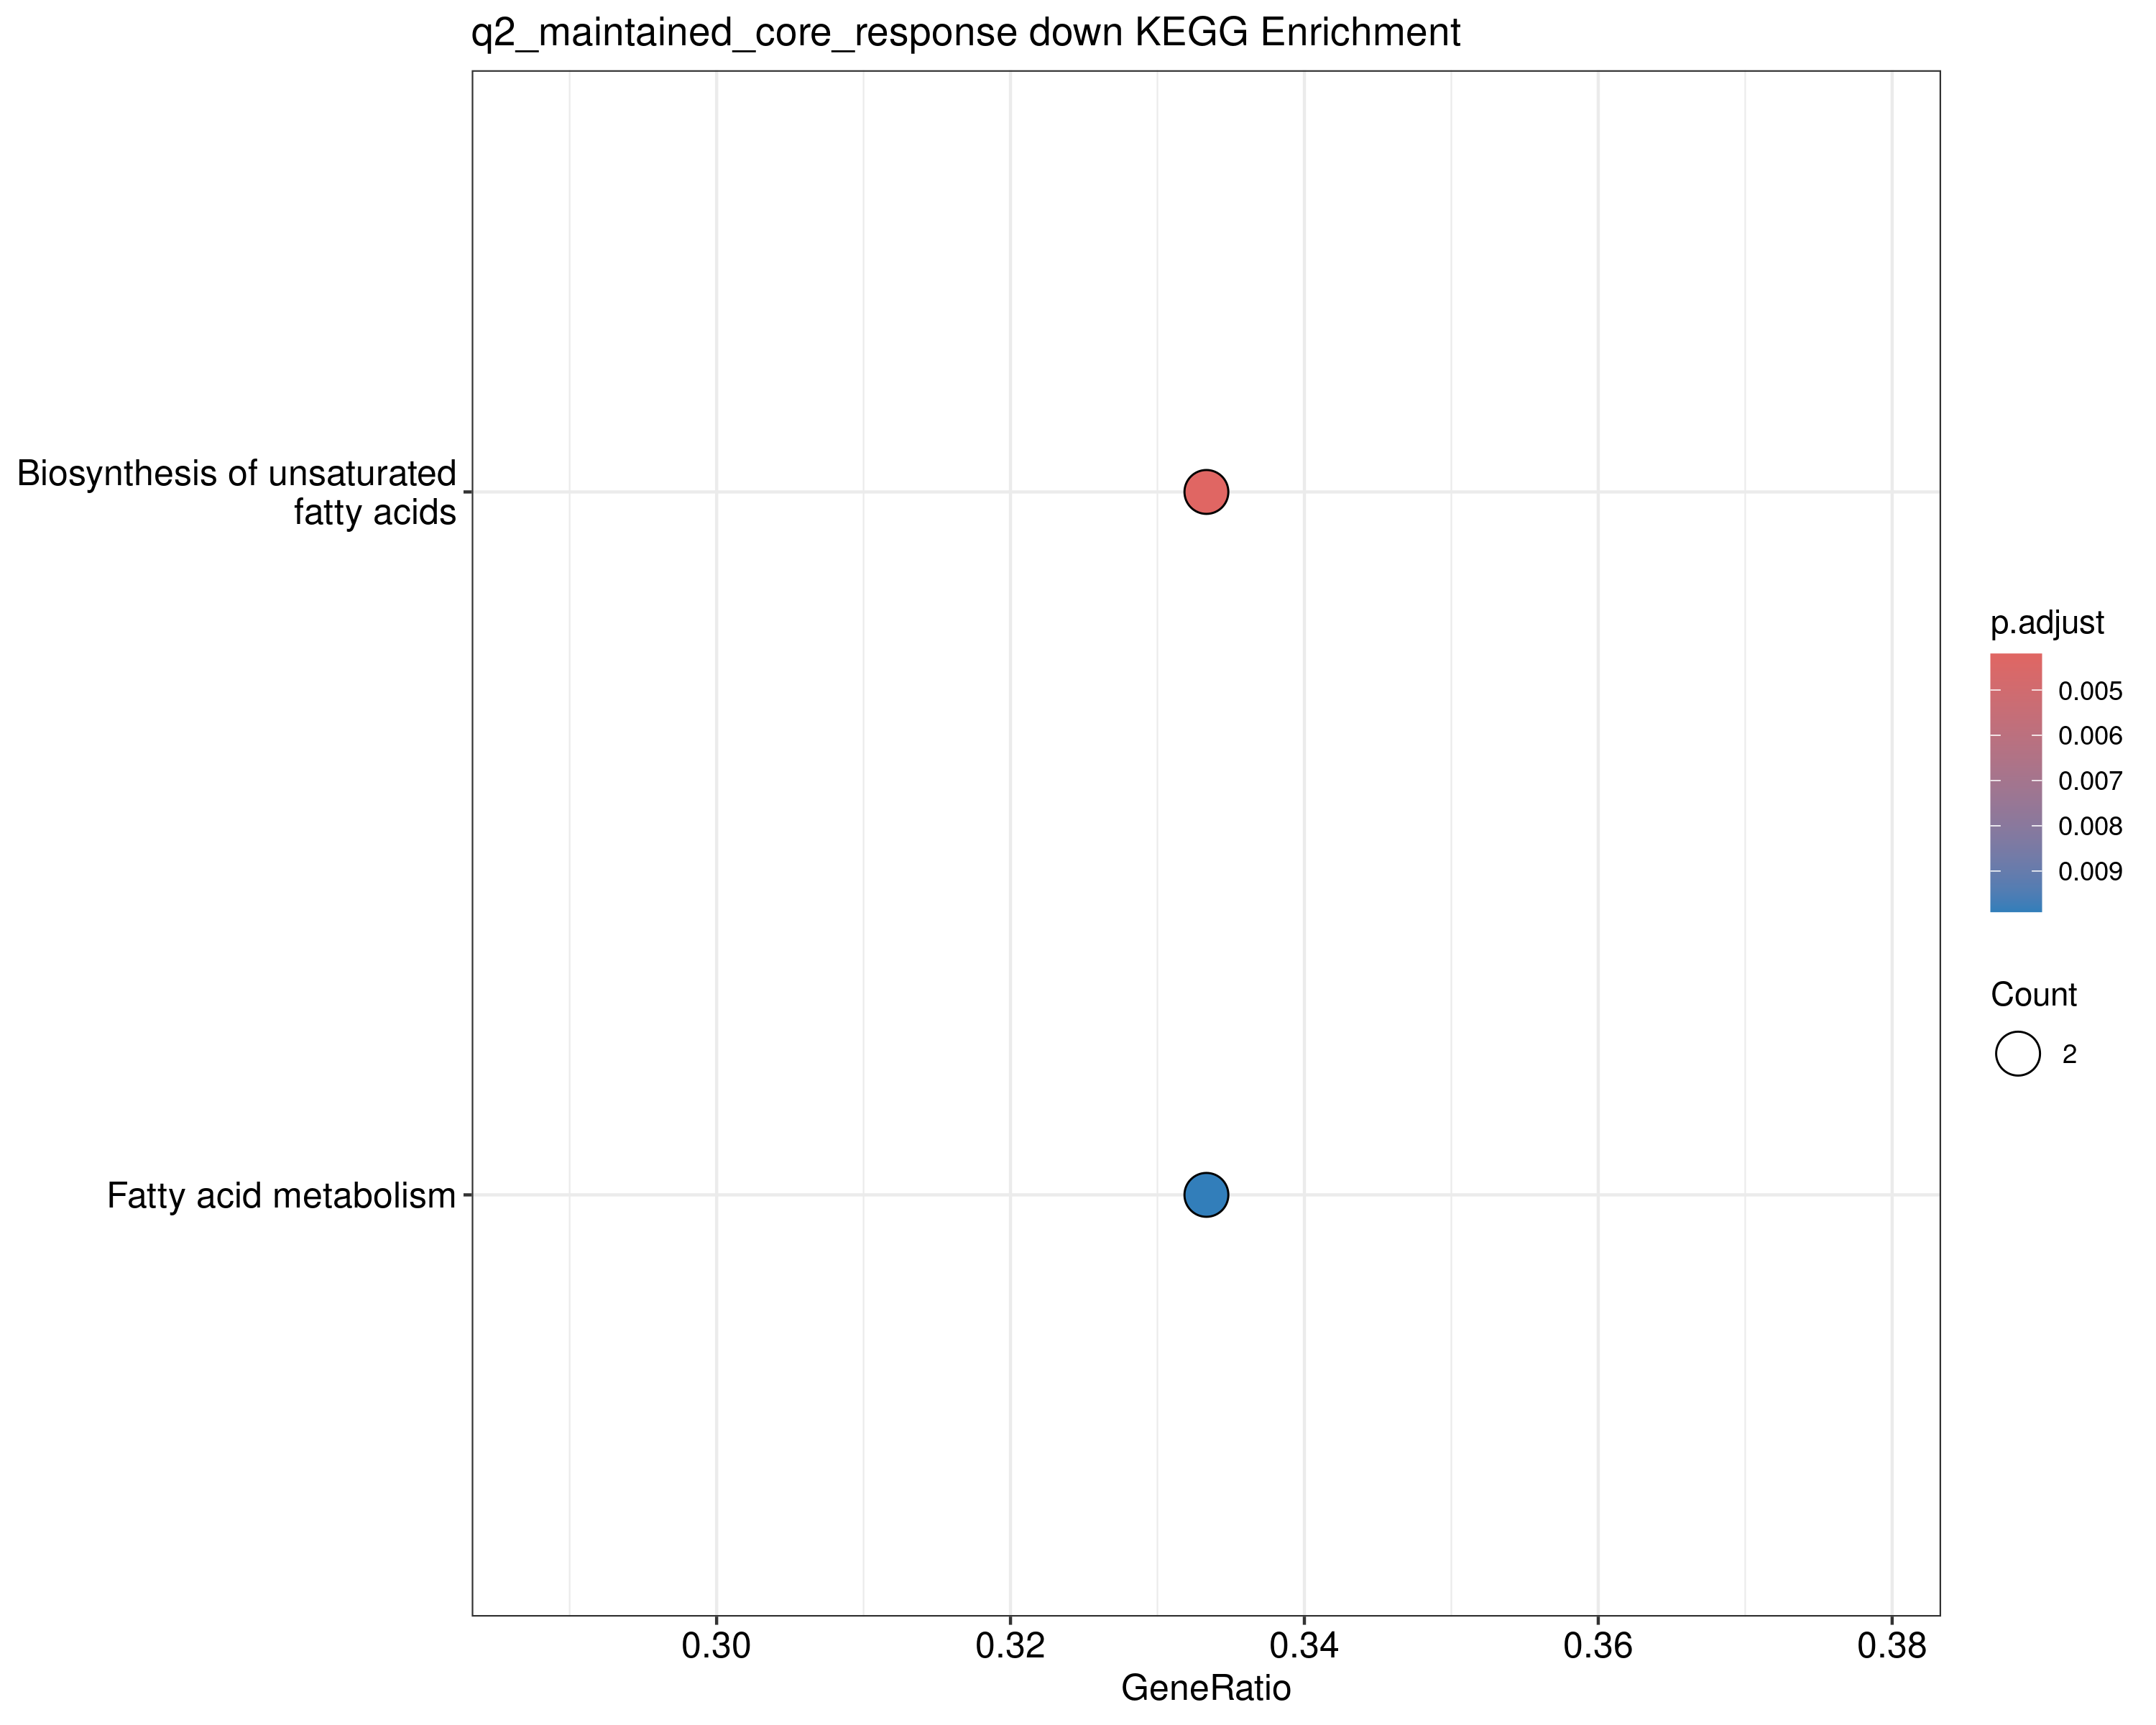 q2_maintained_core_response down KEGG Enrichment
Biosynthesis of unsaturated
fatty acids
Fatty acid metabolism
0.30
0.32
0.34
0.36
0.38
GeneRatio
p.adjust
0.005
0.006
0.007
0.008
0.009
Count
2